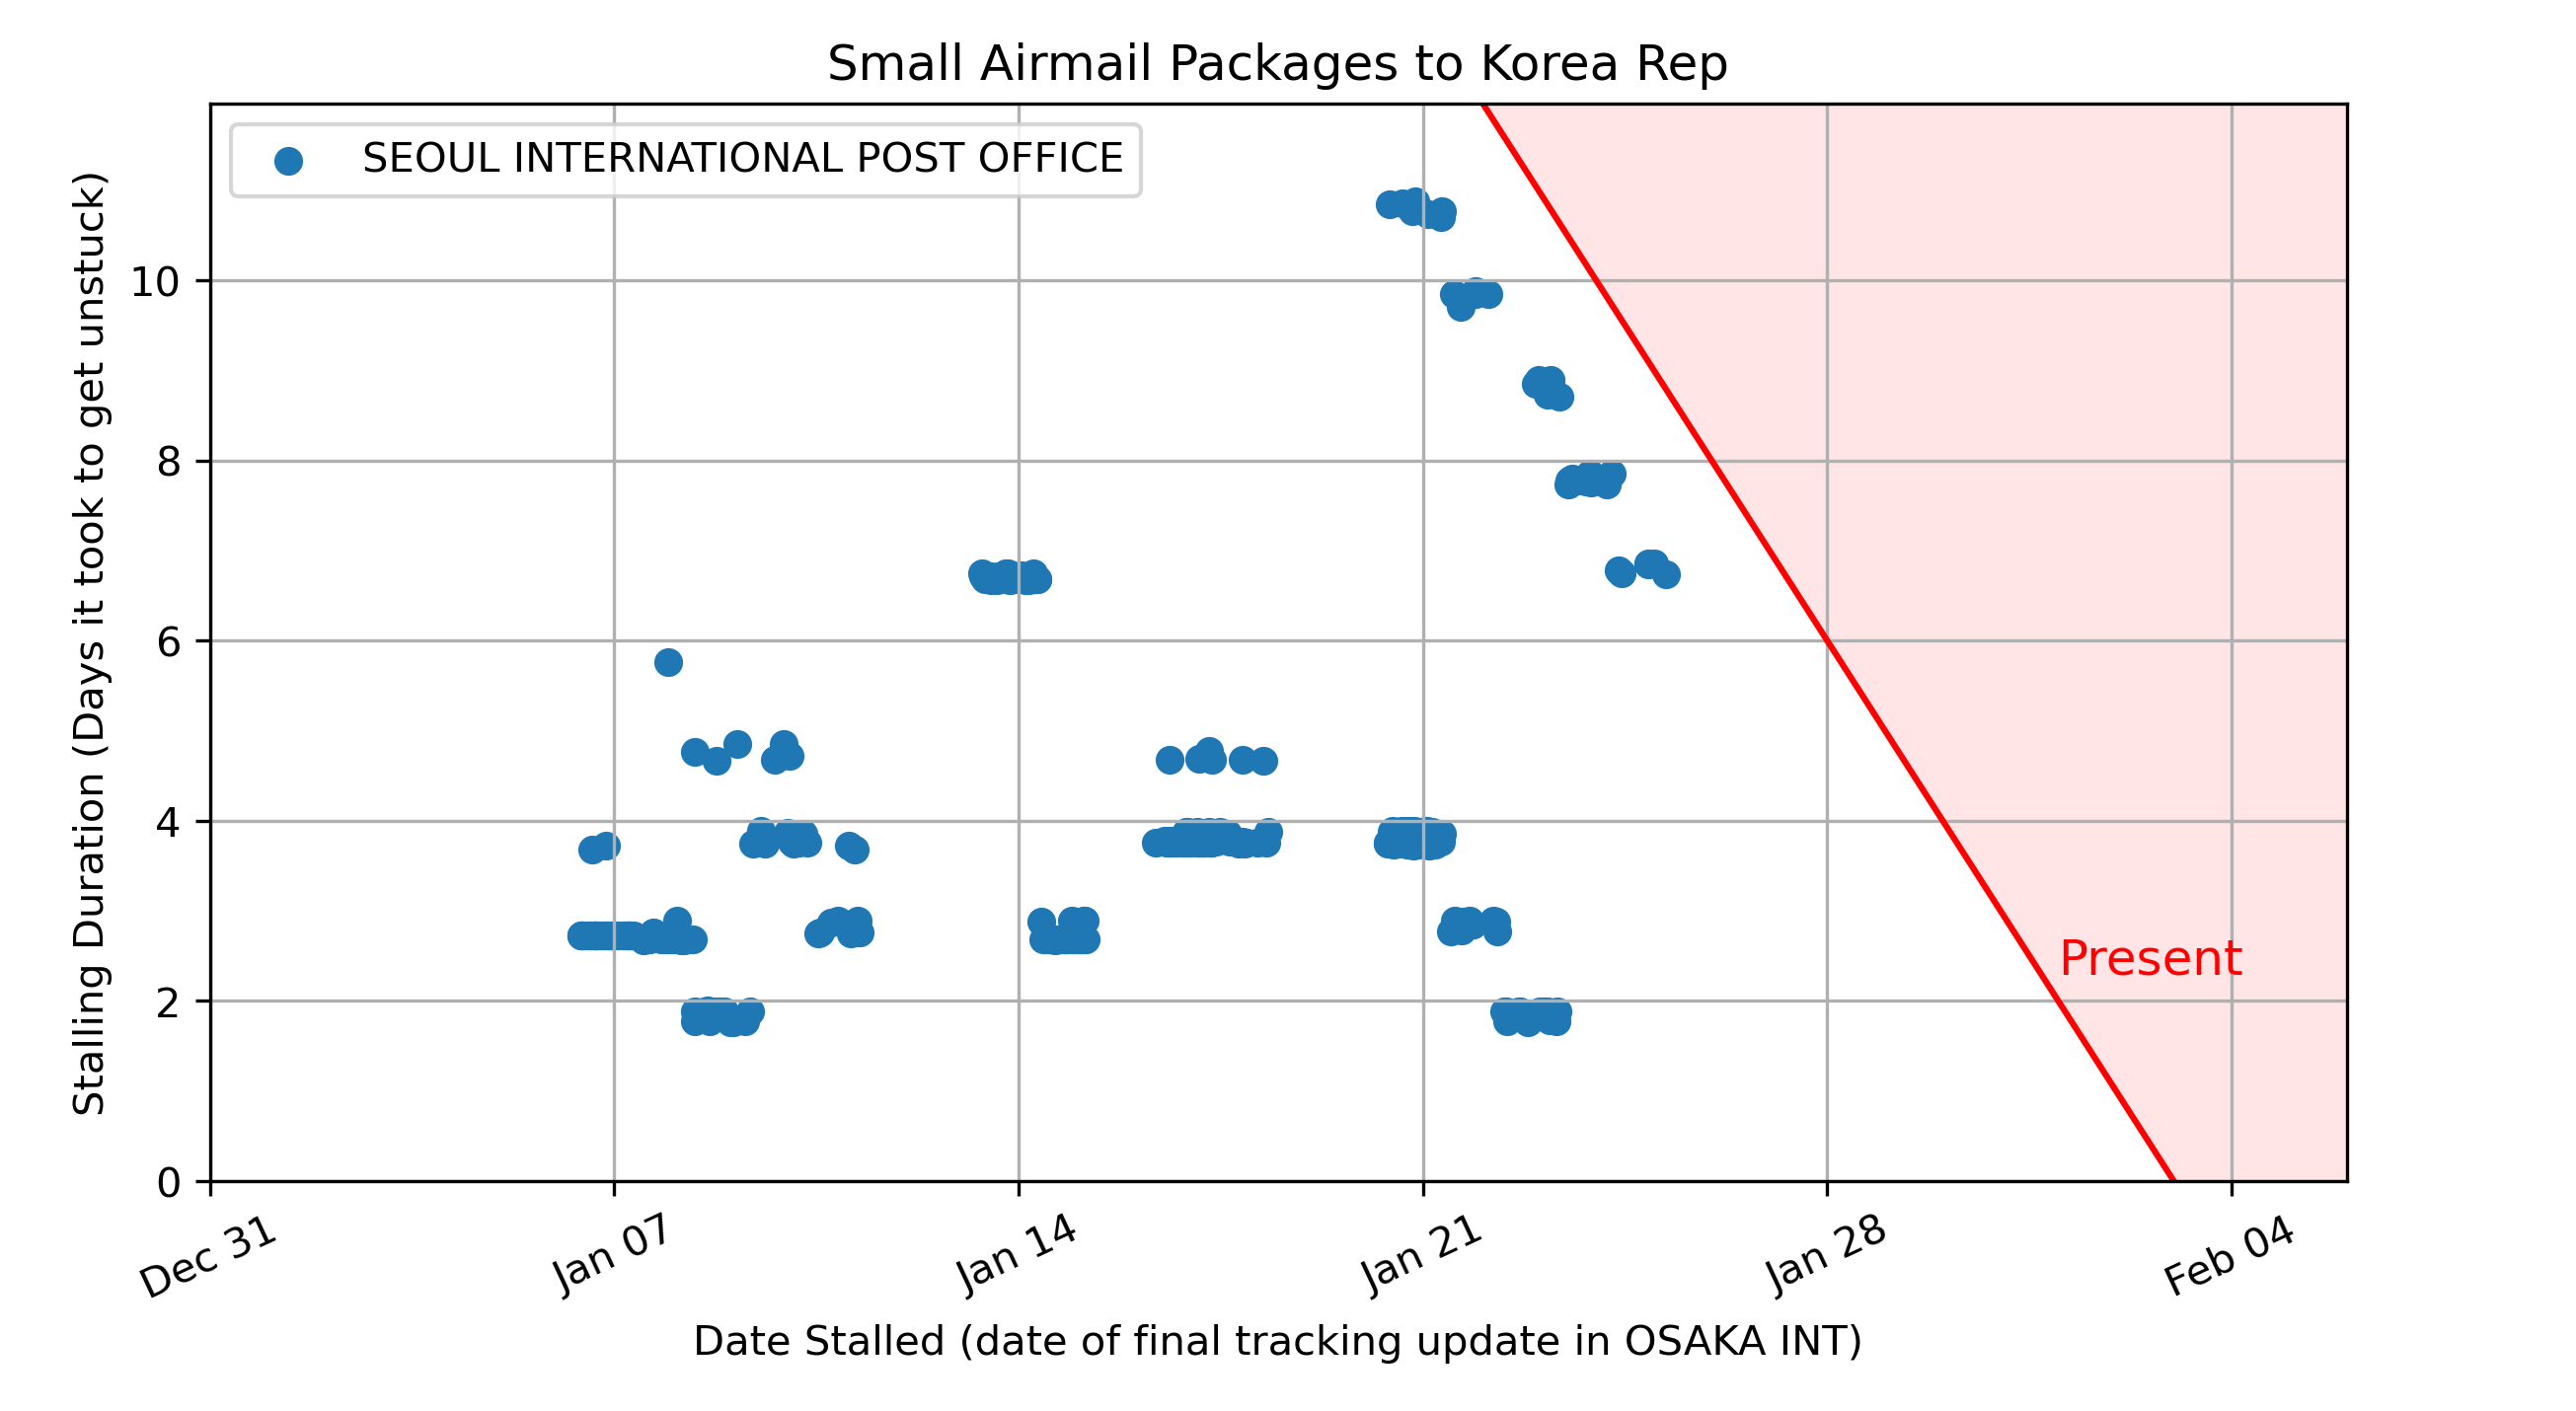 Small Airmail Packages to Korea Rep
SEOUL INTERNATIONAL POST OFFICE
Stalling Duration (Days it took to get unstuck)
10
8
6
4
2
0
Present
Dec 31
Jan 07
Jan 14
Jan 21
Jan 28
Feb 04
Date Stalled (date of final tracking update in OSAKA INT)